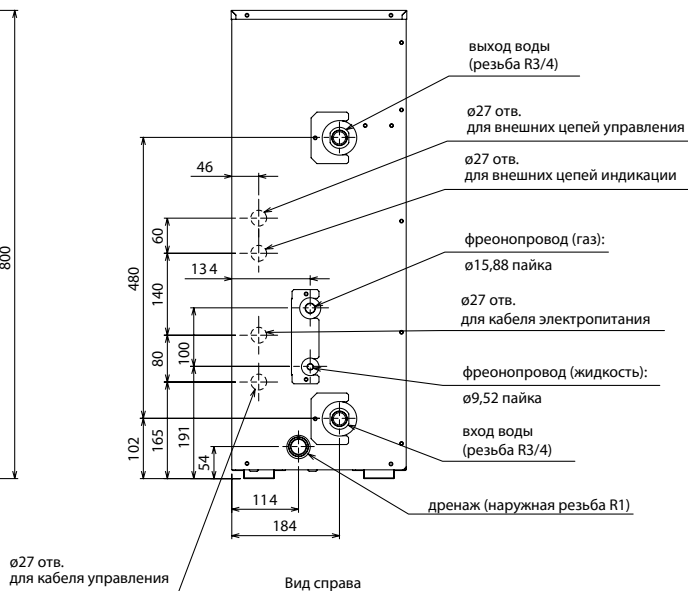 выход воды
(резьба R3/4)
ø27 отв.
для внешних цепей управления
ø27 отв.
для внешних цепей индикации
фреонопровод (газ):
ø15,88 пайка
ø27 отв.
для кабеля электропитания
фреонопровод (жидкость):
ø9,52 пайка
вход воды
(резьба R3/4)
дренаж (наружная резьба R1)
800
480
102
60
140
80
165
46
134
100
191
54
114
184
ø27 отв.
для кабеля управления
Вид справа